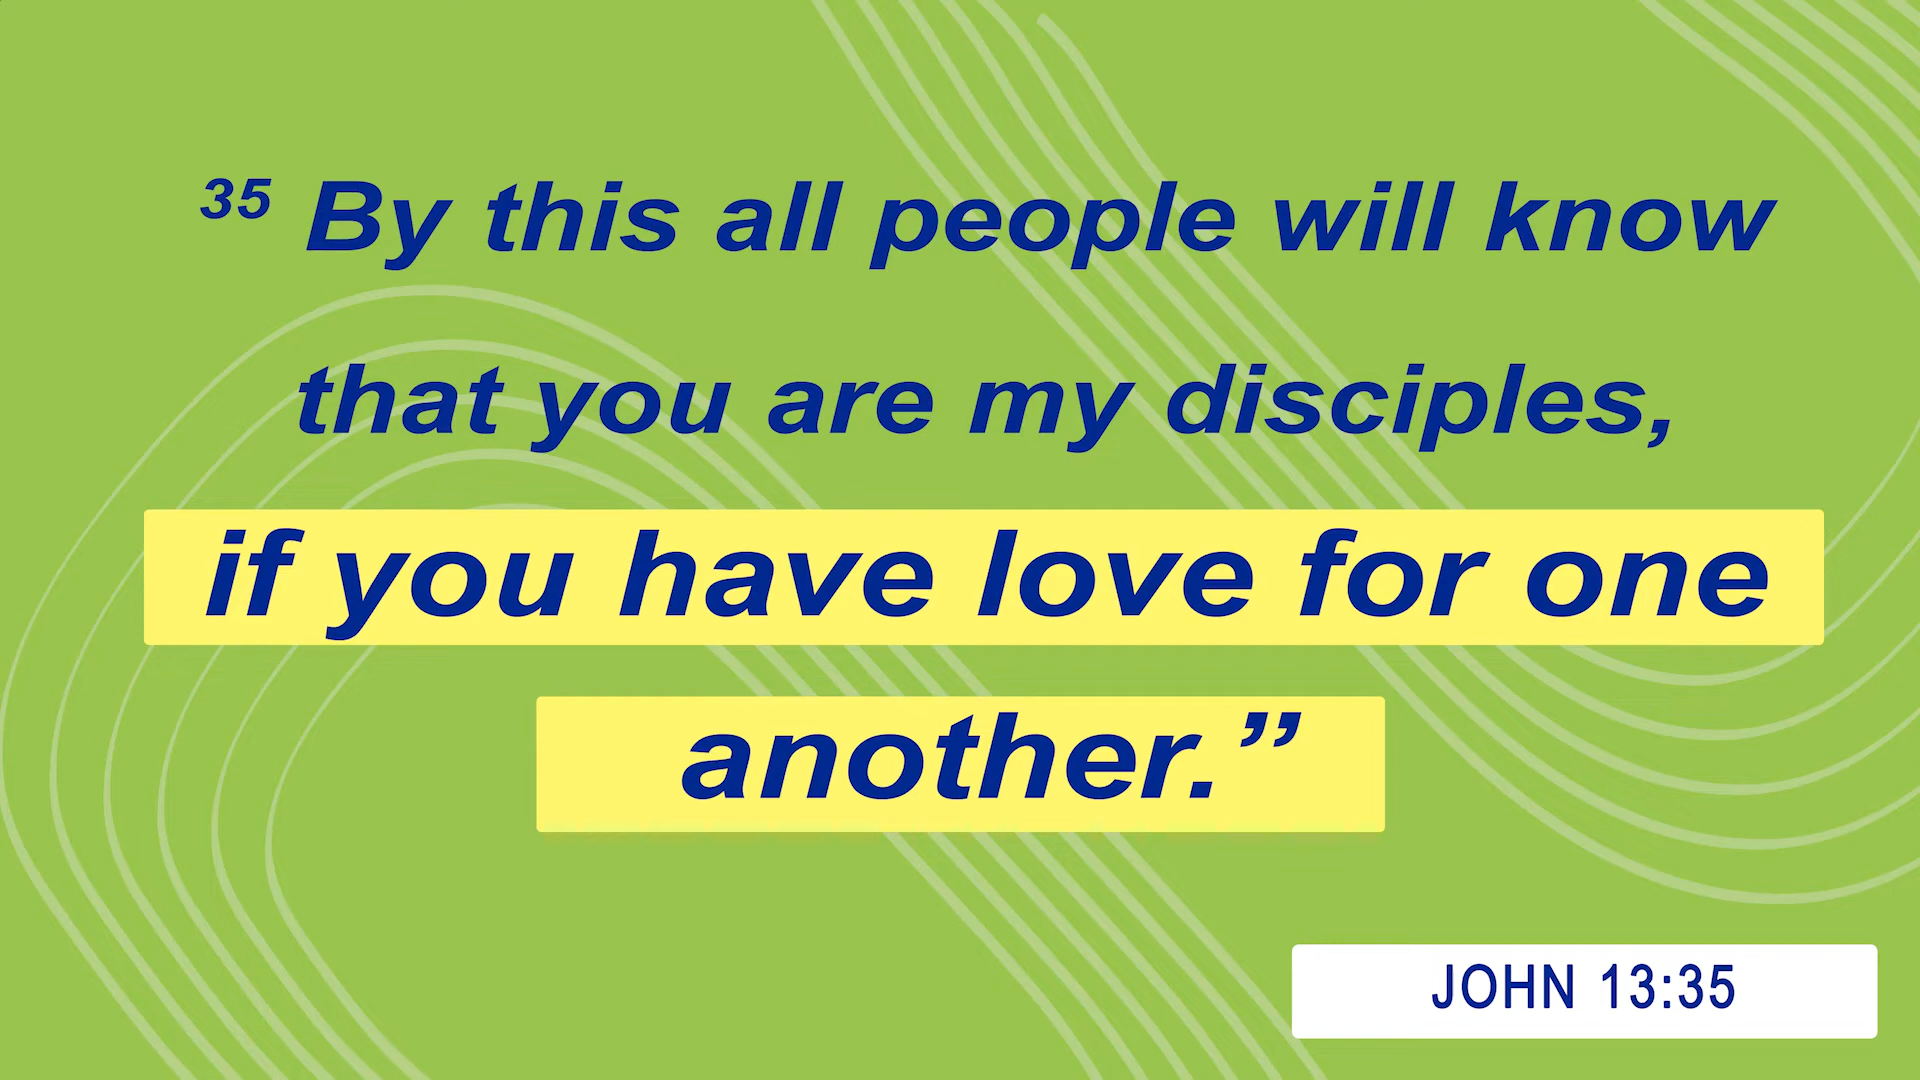 ³⁵ By this all people will know
that you are my disciples,
if you have love for one
another.”
JOHN 13:35